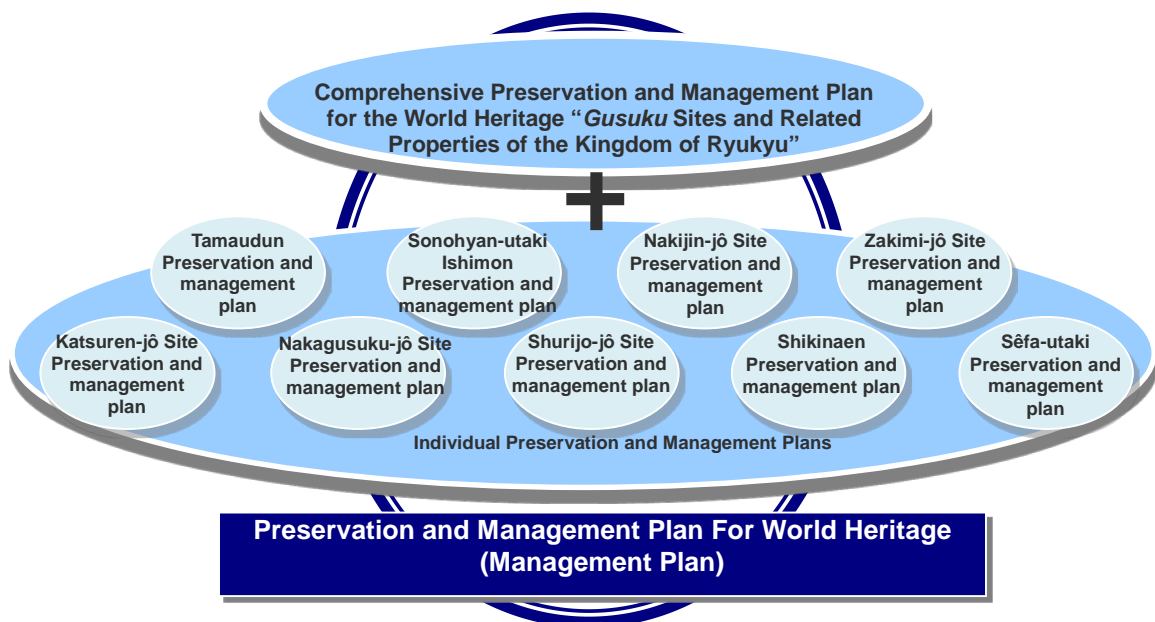 Comprehensive Preservation and Management Plan
for the World Heritage “Gusuku Sites and Related
Properties of the Kingdom of Ryukyu”
Tamaudun
Preservation and
management
plan
Sonohyan-utaki
Ishimon
Preservation and
management plan
Nakijin-jô Site
Preservation and
management
plan
Zakimi-jô Site
Preservation and
management
plan
Katsuren-jô Site
Preservation and
management
plan
Nakagusuku-jô Site
Preservation and
management plan
Shurijo-jô Site
Preservation and
management plan
Shikinaen
Preservation and
management plan
Sêfa-utaki
Preservation and
management
plan
Individual Preservation and Management Plans
Preservation and Management Plan For World Heritage
(Management Plan)